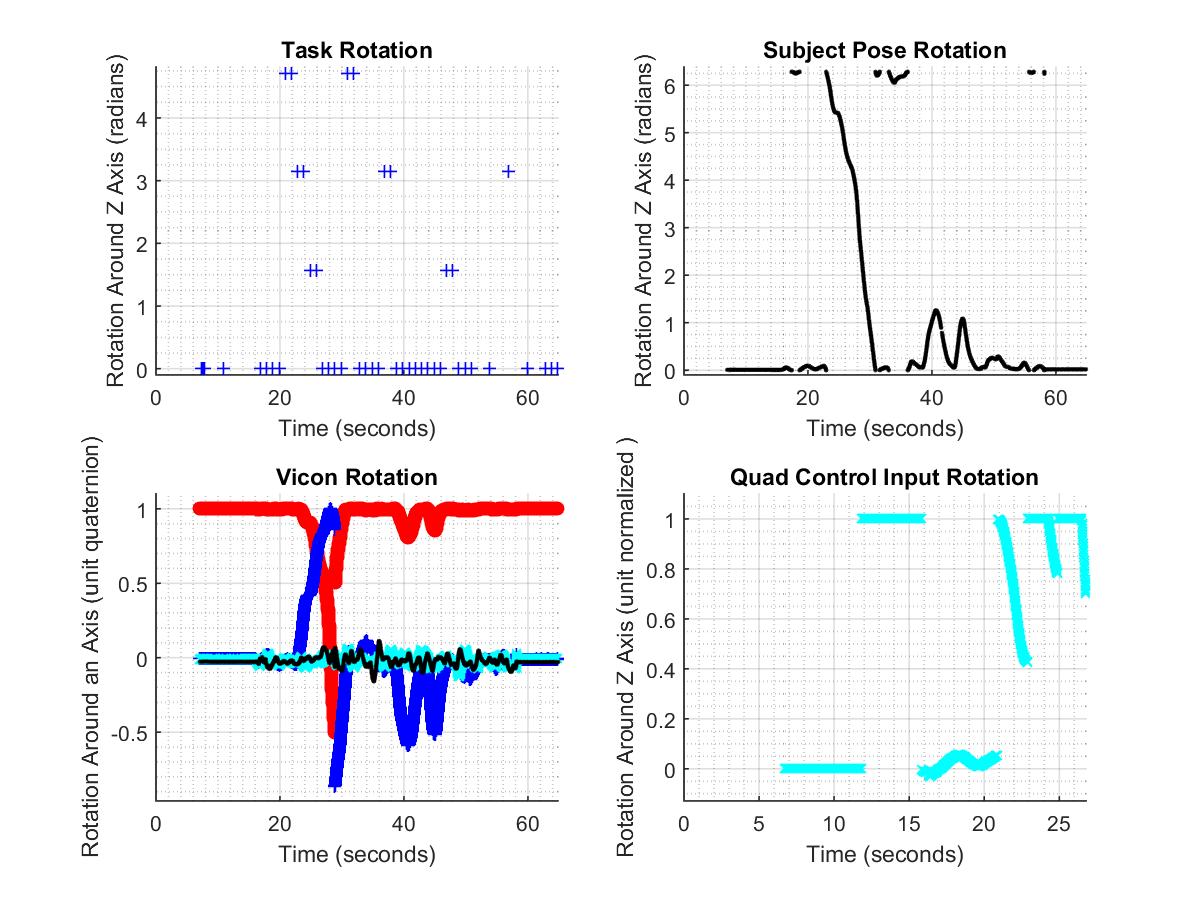 Task Rotation
Rotation Around Z Axis (radians)
4
3
2
1
0
0 20 40 60
Time (seconds)
Subject Pose Rotation
Rotation Around Z Axis (radians)
6
5
4
3
2
1
0
0 20 40 60
Time (seconds)
Vicon Rotation
Rotation Around an Axis (unit quaternion)
1
0.5
0
-0.5
0 20 40 60
Time (seconds)
Quad Control Input Rotation
Rotation Around Z Axis (unit normalized )
1
0.8
0.6
0.4
0.2
0
0 5 10 15 20 25
Time (seconds)